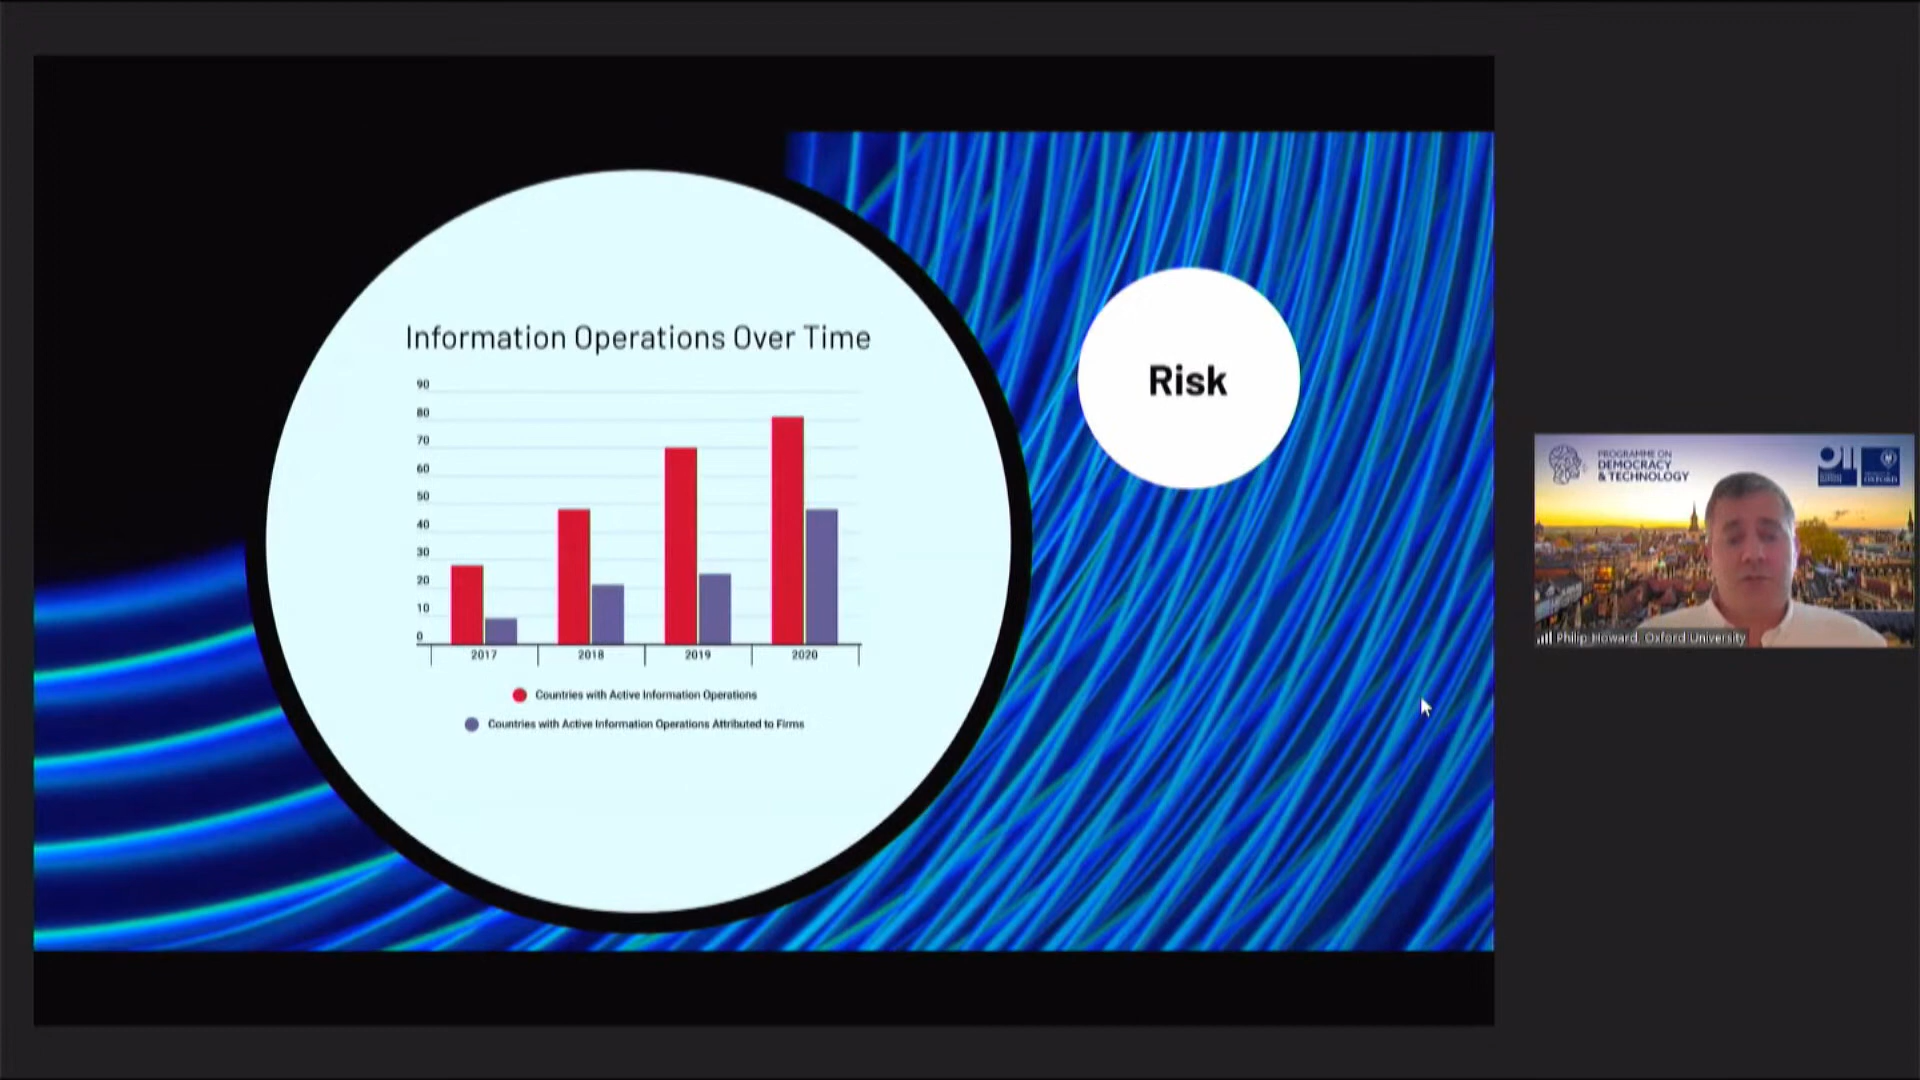 Information Operations Over Time
90
80
70
60
50
40
30
20
10
0
2017
2018
2019
2020
Countries with Active Information Operations
Countries with Active Information Operations Attributed to Firms
Risk
PROGRAMME ON
DEMOCRACY
& TECHNOLOGY
OII
OXFORD
Philip Howard, Oxford University